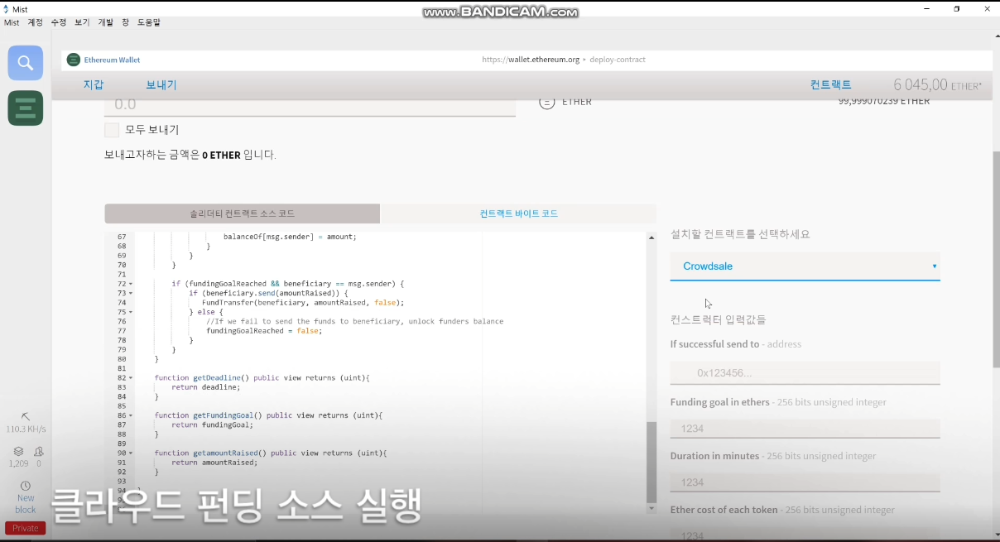 Mist
www.BANDICAM.com
Mist 계정 수정 보기 개발 창 도움말
Ethereum Wallet
https://wallet.ethereum.org ▸ deploy-contract
지갑 보내기 컨트랙트 6 045,00 ETHER*
0.0 ETHER 99,999070239 ETHER
모두 보내기
보내고자하는 금액은 0 ETHER 입니다.
솔리더티 컨트랙트 소스 코드 컨트랙트 바이트 코드
67 balanceOf[msg.sender] = amount;
68 }
69 }
70 }
71
72 if (fundingGoalReached && beneficiary == msg.sender) {
73 if (beneficiary.send(amountRaised)) {
74 FundTransfer(beneficiary, amountRaised, false);
75 } else {
76 //If we fail to send the funds to beneficiary, unlock funders balance
77 fundingGoalReached = false;
78 }
79 }
80 }
81
82 function getDeadline() public view returns (uint){
83 return deadline;
84 }
85
86 function getFundingGoal() public view returns (uint){
87 return fundingGoal;
88 }
89
90 function getamountRaised() public view returns (uint){
91 return amountRaised;
92 }
93
설치할 컨트랙트를 선택하세요
Crowdsale
컨스트럭터 입력값들
If successful send to - address
0x123456...
Funding goal in ethers - 256 bits unsigned integer
1234
Duration in minutes - 256 bits unsigned integer
1234
Ether cost of each token - 256 bits unsigned integer
1234
110.3 KH/s
1,209 0
New
block
Private
클라우드 펀딩 소스 실행